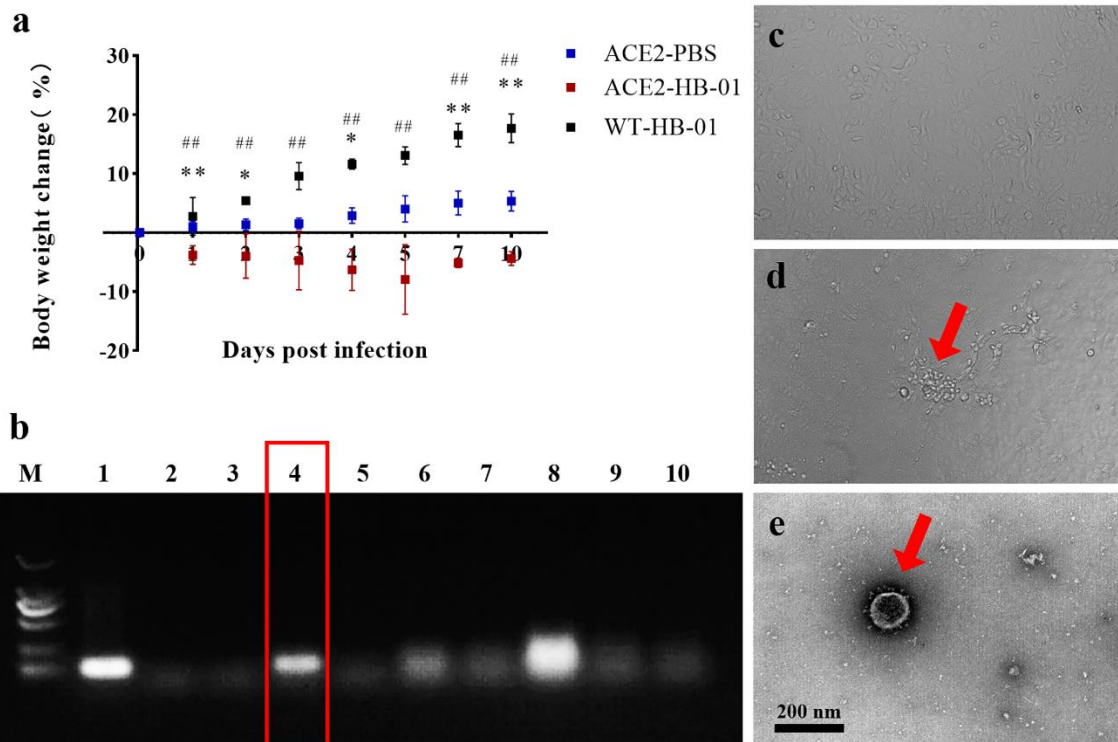 a
30
20
10
-10
-20
Body weight change( %)
## ## ## ## ## ## ##
** * * ** **
0 1 2 3 4 5 7 10
Days post infection
ACE2-PBS
ACE2-HB-01
WT-HB-01
b
M 1 2 3 4 5 6 7 8 9 10
c
d
e
200 nm